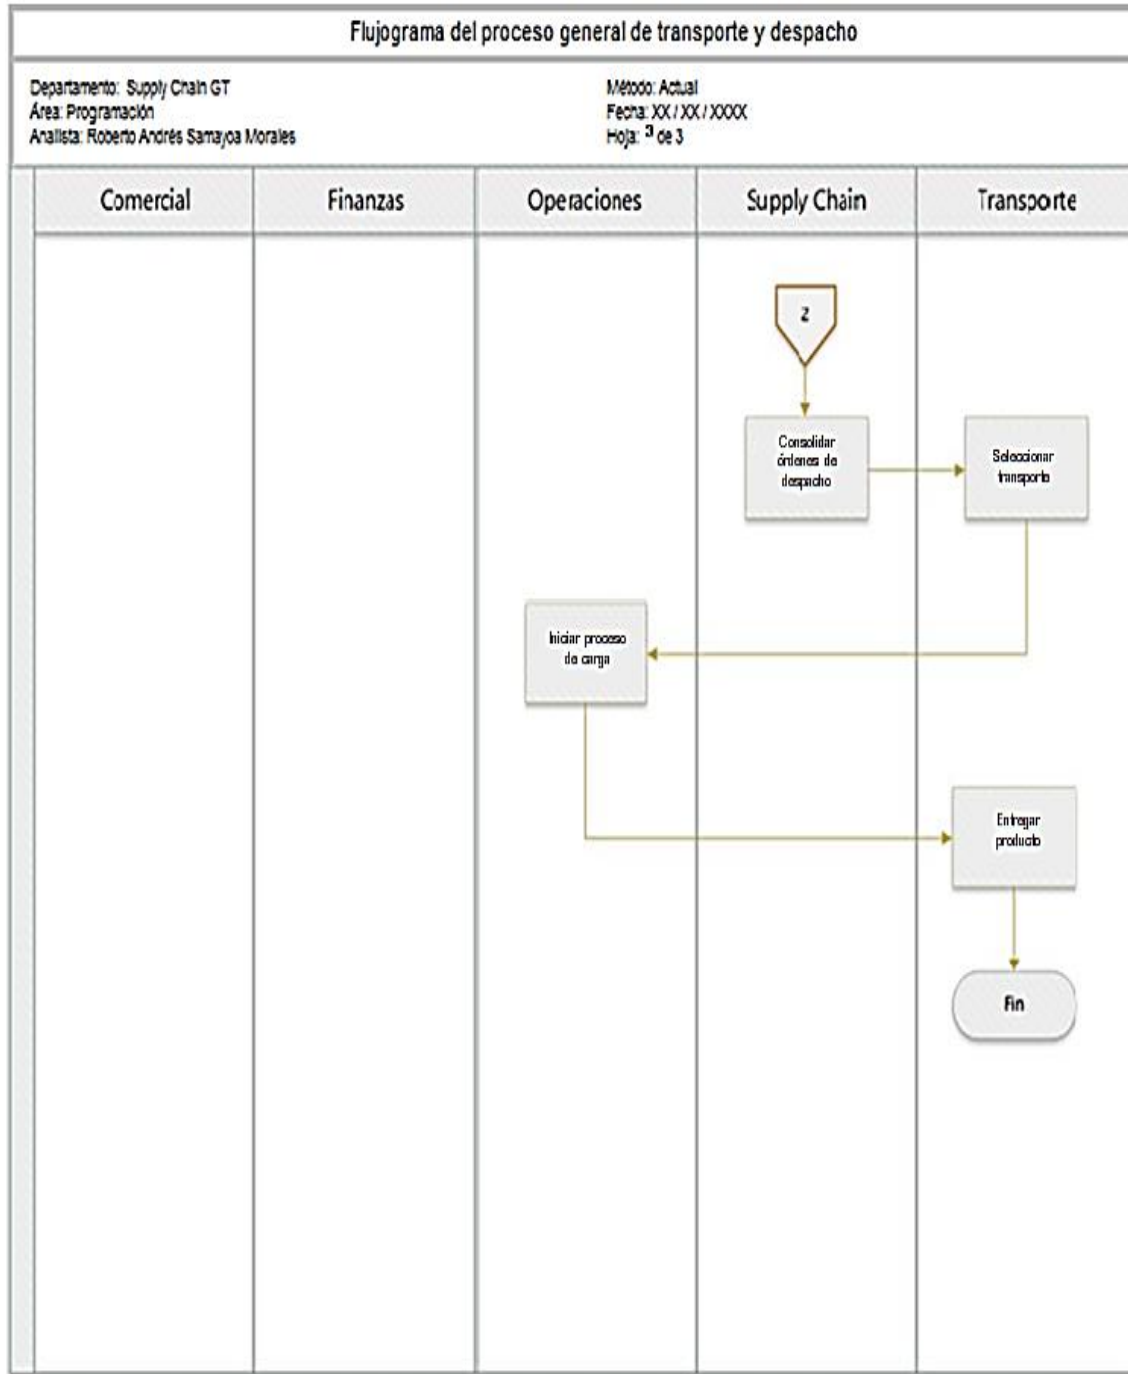 Flujograma del proceso general de transporte y despacho
Departamento: Supply Chain GT
Área: Programación
Analista: Roberto Andrés Samayoa Morales
Método: Actual
Fecha: XX / XX / XXXX
Hoja: 3 de 3
Comercial
Finanzas
Operaciones
Supply Chain
Transporte
2
Consolidar
órdenes de
despacho
Seleccionar
transporte
Iniciar proceso
de carga
Entregar
producto
Fin